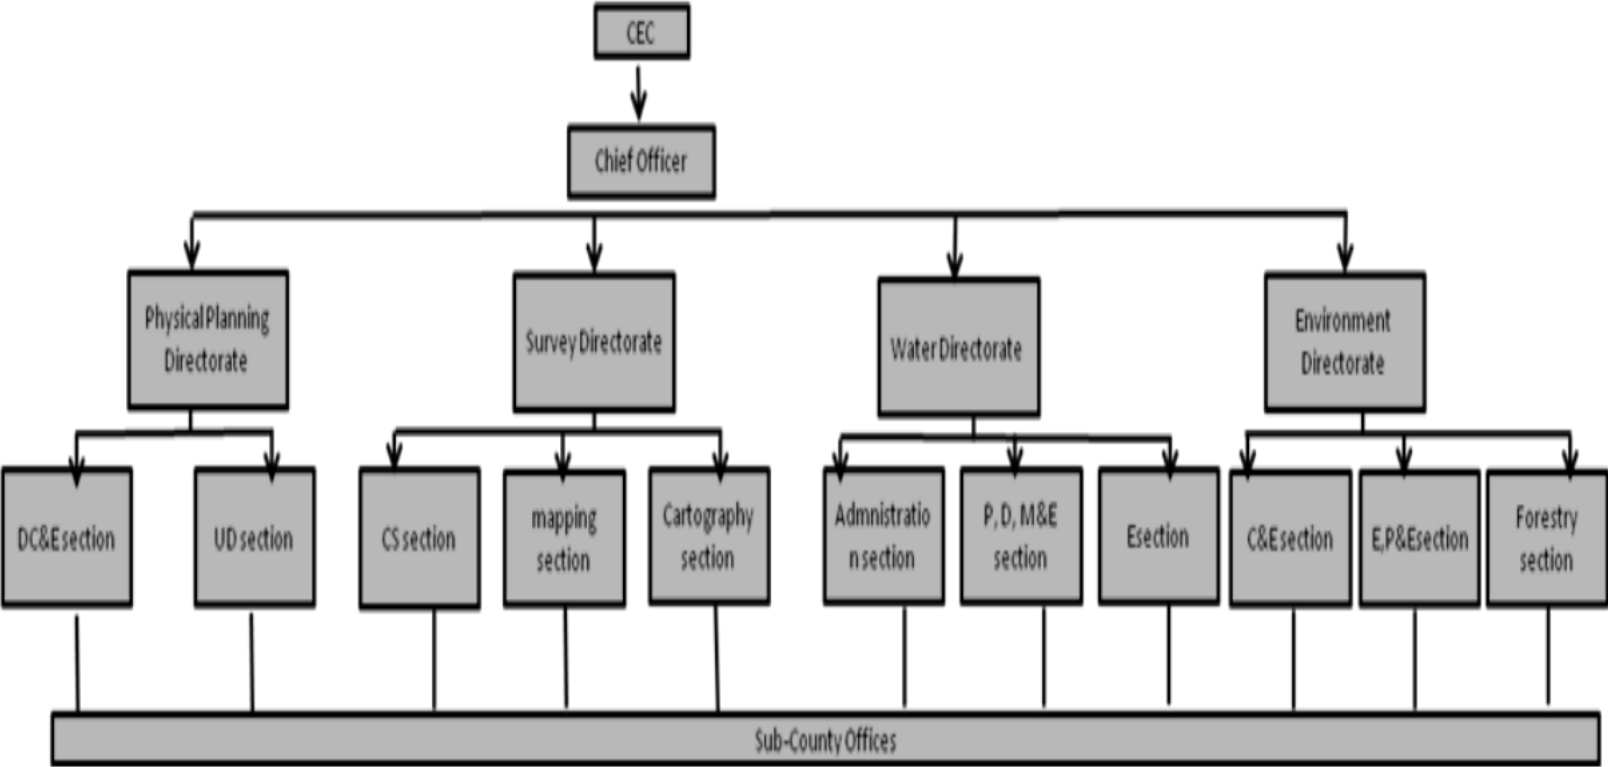 CEC
Chief Officer
Physical Planning
Directorate
Survey Directorate
Water Directorate
Environment
Directorate
DC&E section
UD section
CS section
mapping
section
Cartography
section
Admnistratio
n section
P, D, M&E
section
E section
C&E section
E,P&E section
Forestry
section
Sub-County Offices